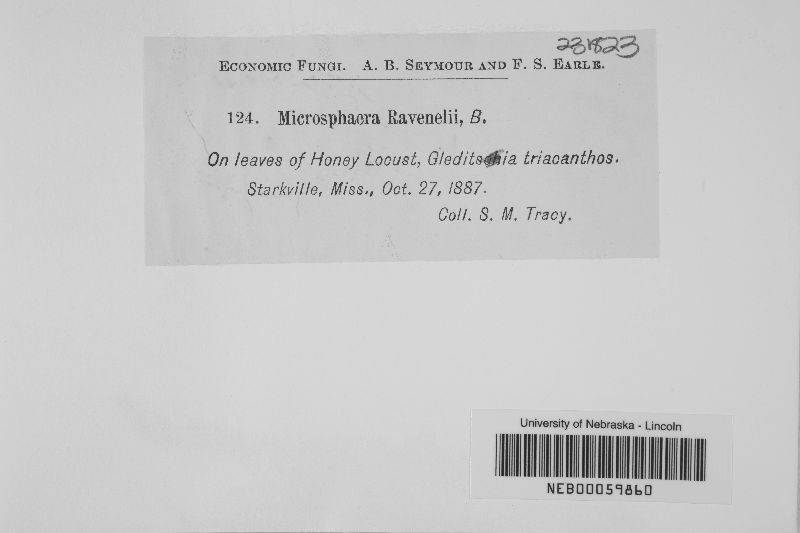 231823
Economic Fungi. A. B. Seymour and F. S. Earle.
124. Microsphaera Ravenelii, B.
On leaves of Honey Locust, Gleditschia triacanthos.
Starkville, Miss., Oct. 27, 1887.
Coll. S. M. Tracy.
University of Nebraska - Lincoln
NEB00059860